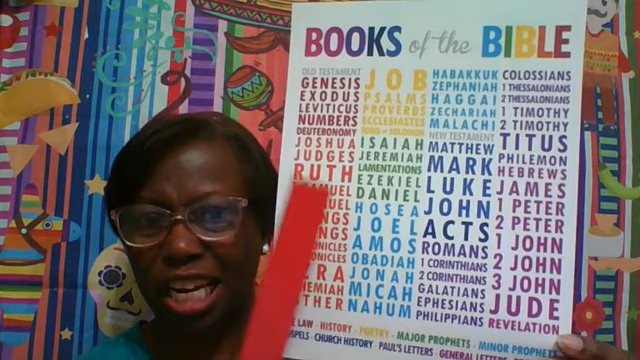 BOOKS of the BIBLE
OLD TESTAMENT
GENESIS
EXODUS
LEVITICUS
NUMBERS
DEUTERONOMY
JOSHUA
JUDGES
RUTH
JOB
PSALMS
PROVERBS
ECCLESIASTES
SONG OF SOLOMON
ISAIAH
JEREMIAH
LAMENTATIONS
EZEKIEL
DANIEL
HOSEA
JOEL
AMOS
OBADIAH
JONAH
MICAH
NAHUM
HABAKKUK
ZEPHANIAH
HAGGAI
ZECHARIAH
MALACHI
NEW TESTAMENT
MATTHEW
MARK
LUKE
JOHN
ACTS
ROMANS
1 CORINTHIANS
2 CORINTHIANS
GALATIANS
EPHESIANS
PHILIPPIANS
COLOSSIANS
1 THESSALONIANS
2 THESSALONIANS
1 TIMOTHY
2 TIMOTHY
TITUS
PHILEMON
HEBREWS
JAMES
1 PETER
2 PETER
1 JOHN
2 JOHN
3 JOHN
JUDE
REVELATION
LAW · HISTORY · POETRY · MAJOR PROPHETS · MINOR PROPHETS
CHURCH HISTORY · PAUL'S LETTERS · GENERAL LETTERS